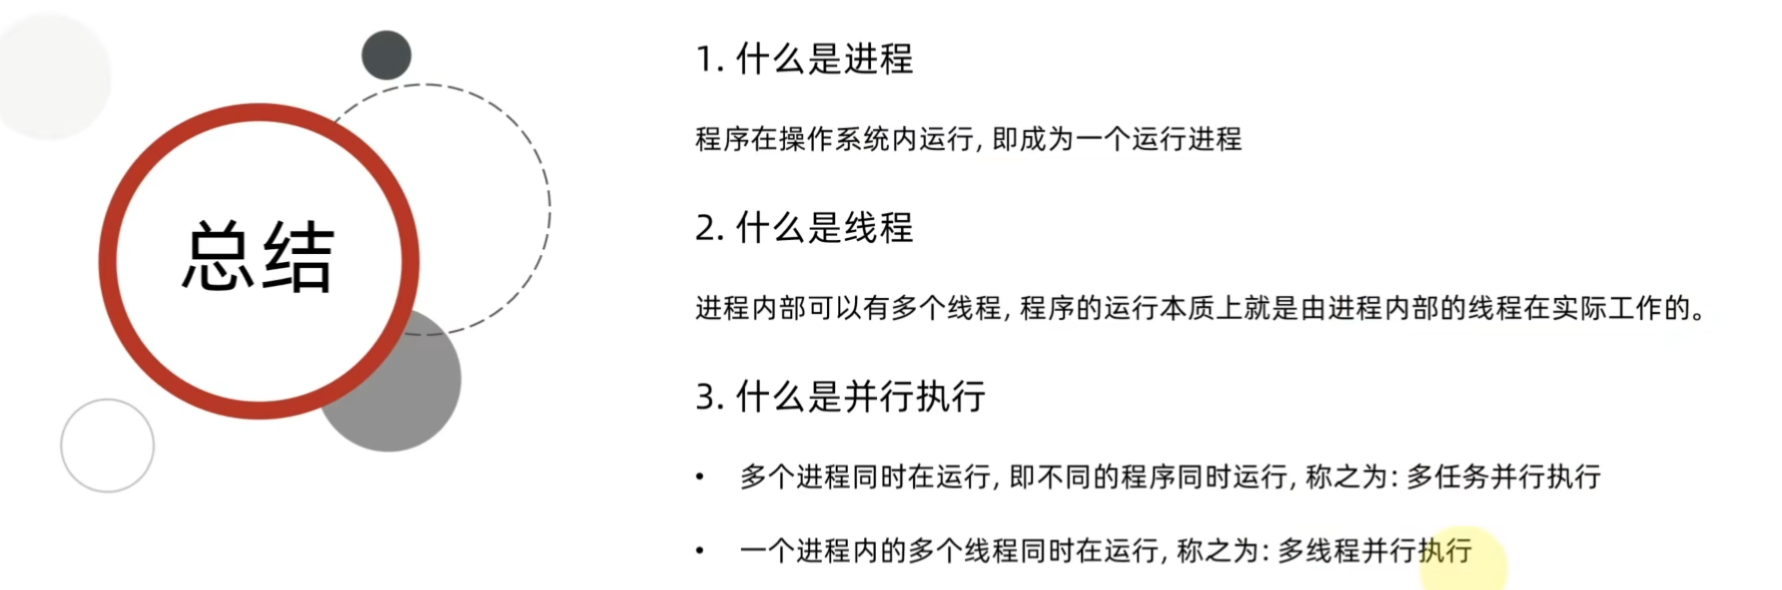 总结
1. 什么是进程
程序在操作系统内运行, 即成为一个运行进程
2. 什么是线程
进程内部可以有多个线程, 程序的运行本质上就是由进程内部的线程在实际工作的。
3. 什么是并行执行
• 多个进程同时在运行, 即不同的程序同时运行, 称之为: 多任务并行执行
• 一个进程内的多个线程同时在运行, 称之为: 多线程并行执行